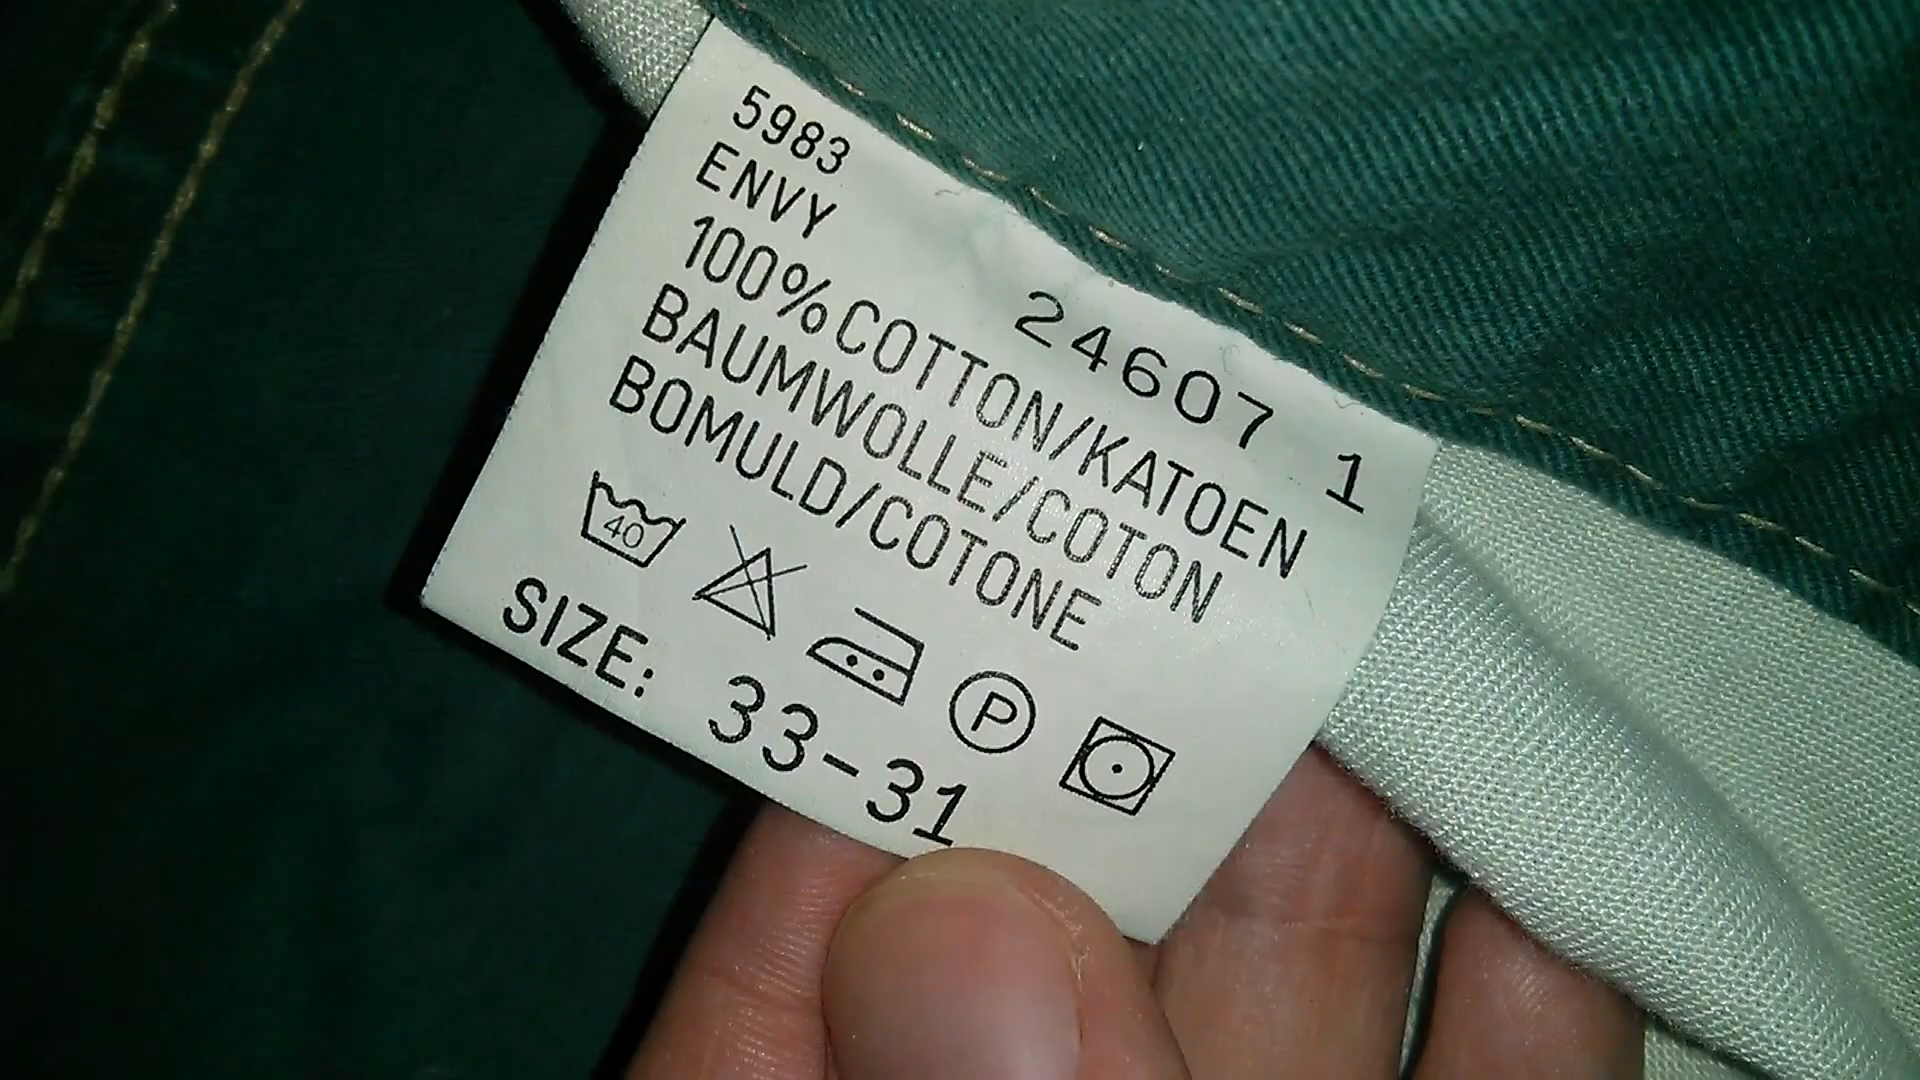 5983
ENVY
24607 1
100%COTTON/KATOEN
BAUMWOLLE/COTON
BOMULD/COTONE
40 P
SIZE: 33-31